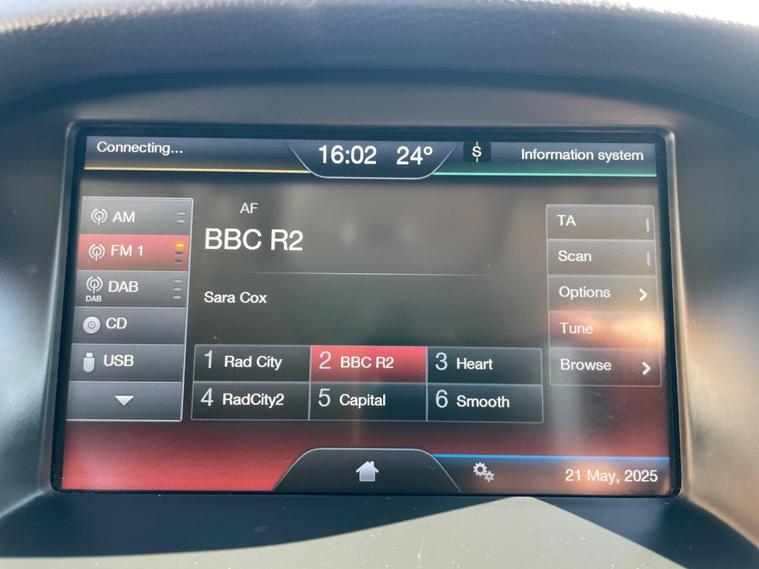 Connecting...
16:02 24°
S
Information system
AM
FM 1
DAB
DAB
CD
USB
AF
BBC R2
Sara Cox
1 Rad City
2 BBC R2
3 Heart
4 RadCity2
5 Capital
6 Smooth
TA
Scan
Options
Tune
Browse
21 May, 2025